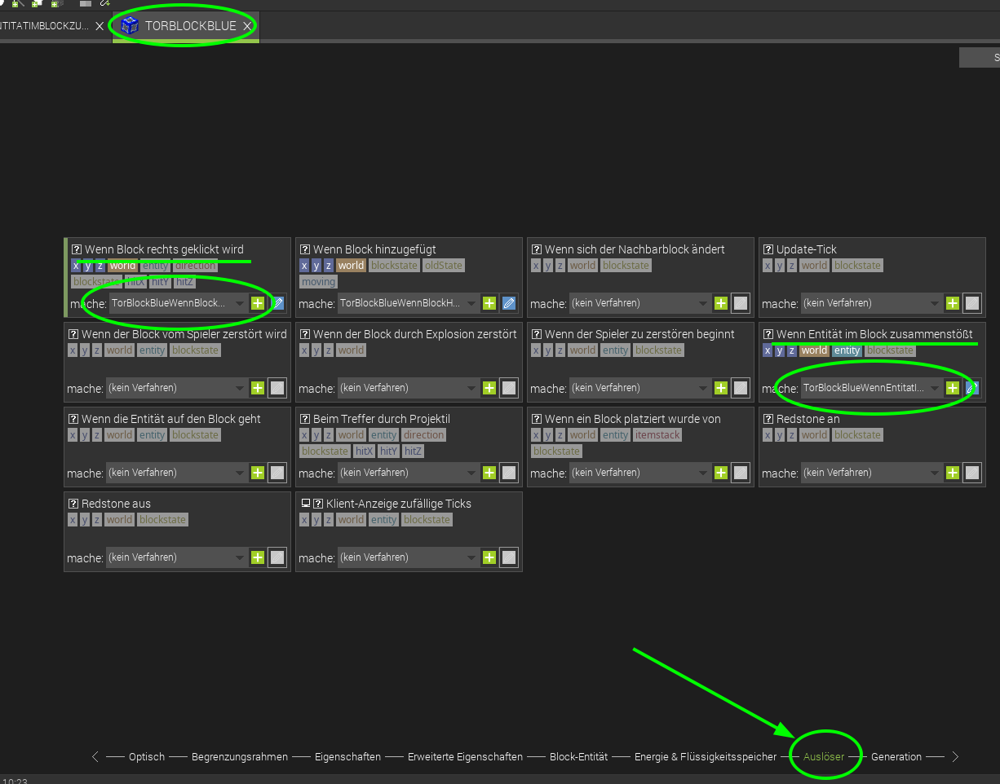 NTITATIMBLOCKZU... TORBLOCKBLUE
S
Wenn Block rechts geklickt wird
x y z world entity direction
blockstate hitX hitY hitZ
mache: TorBlockBlueWennBlock...
Wenn Block hinzugefügt
x y z world blockstate oldState
moving
mache: TorBlockBlueWennBlockH...
Wenn sich der Nachbarblock ändert
x y z world blockstate
mache: (kein Verfahren)
Update-Tick
x y z world blockstate
mache: (kein Verfahren)
Wenn der Block vom Spieler zerstört wird
x y z world entity blockstate
mache: (kein Verfahren)
Wenn der Block durch Explosion zerstört
x y z world
mache: (kein Verfahren)
Wenn der Spieler zu zerstören beginnt
x y z world entity blockstate
mache: (kein Verfahren)
Wenn Entität im Block zusammenstößt
x y z world entity blockstate
mache: TorBlockBlueWennEntitatI...
Wenn die Entität auf den Block geht
x y z world entity blockstate
mache: (kein Verfahren)
Beim Treffer durch Projektil
x y z world entity direction
blockstate hitX hitY hitZ
mache: (kein Verfahren)
Wenn ein Block platziert wurde von
x y z world entity itemstack
blockstate
mache: (kein Verfahren)
Redstone an
x y z world blockstate
mache: (kein Verfahren)
Redstone aus
x y z world blockstate
mache: (kein Verfahren)
Klient-Anzeige zufällige Ticks
x y z world entity blockstate
mache: (kein Verfahren)
Optisch Begrenzungsrahmen Eigenschaften Erweiterte Eigenschaften Block-Entität Energie & Flüssigkeitsspeicher Auslöser Generation
10:23